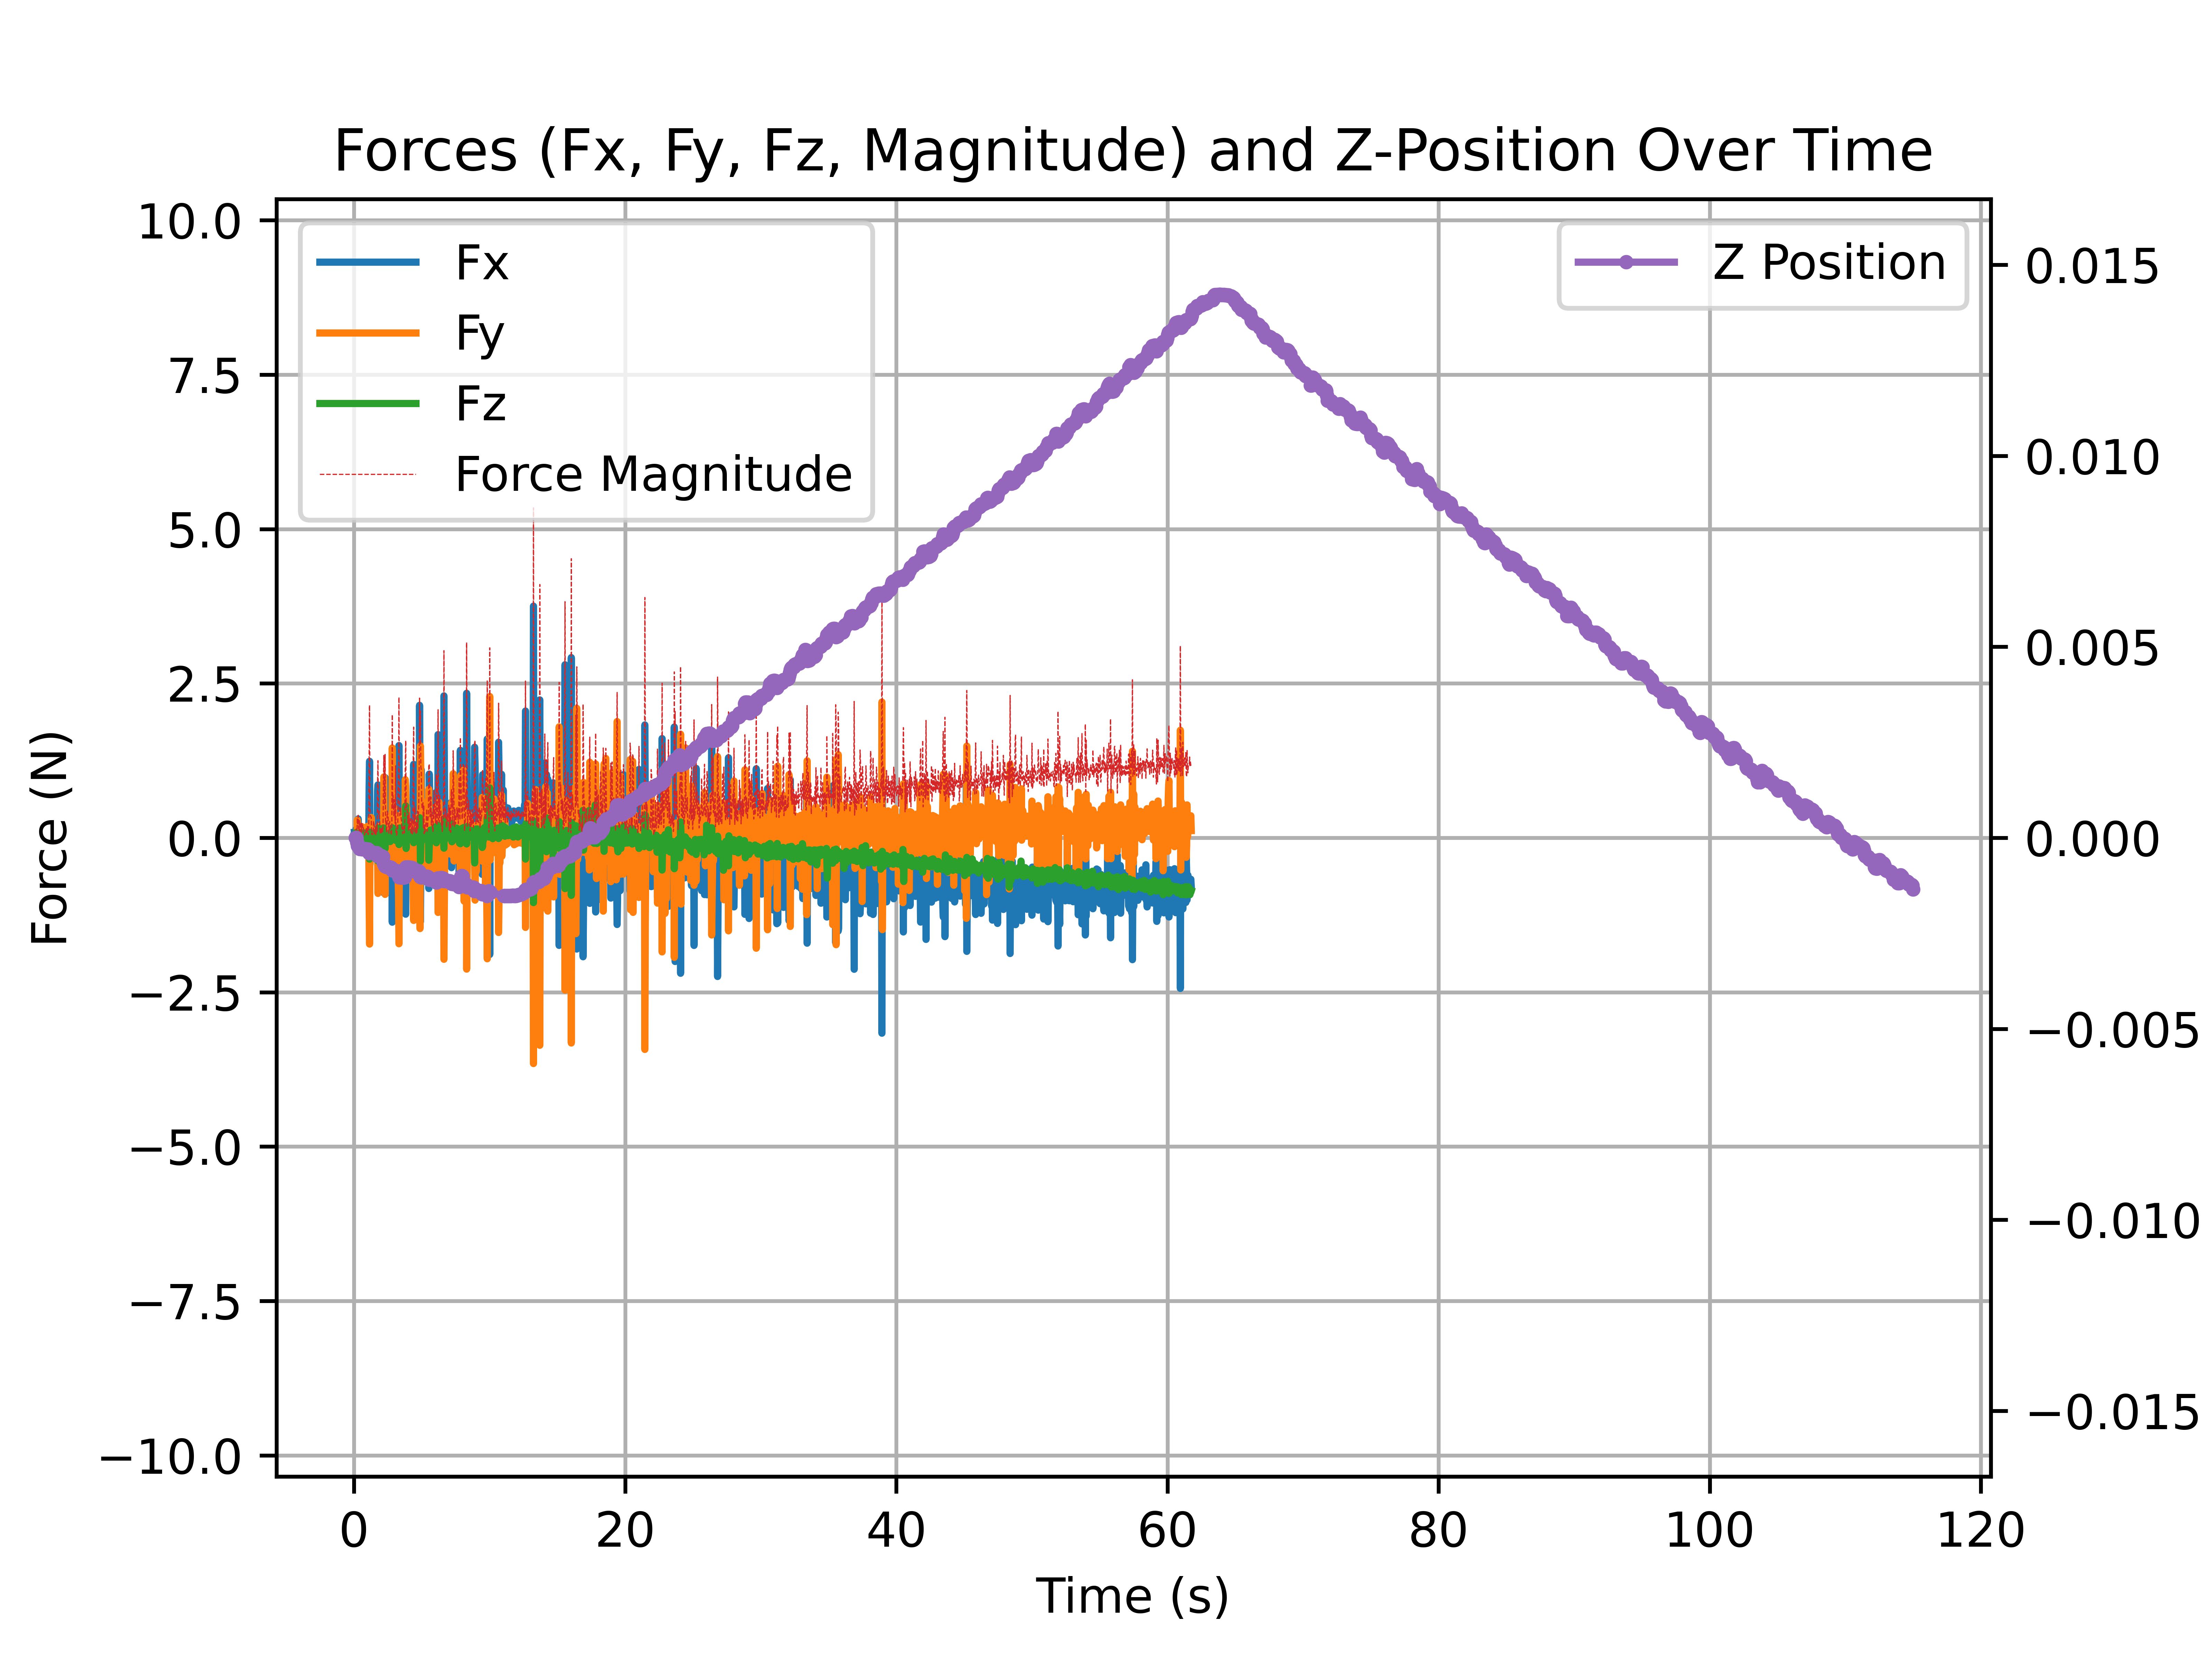 Forces (Fx, Fy, Fz, Magnitude) and Z-Position Over Time
Fx
Fy
Fz
Force Magnitude
Z Position
Force (N)
10.0
7.5
5.0
2.5
0.0
−2.5
−5.0
−7.5
−10.0
0.015
0.010
0.005
0.000
−0.005
−0.010
−0.015
0
20
40
60
80
100
120
Time (s)